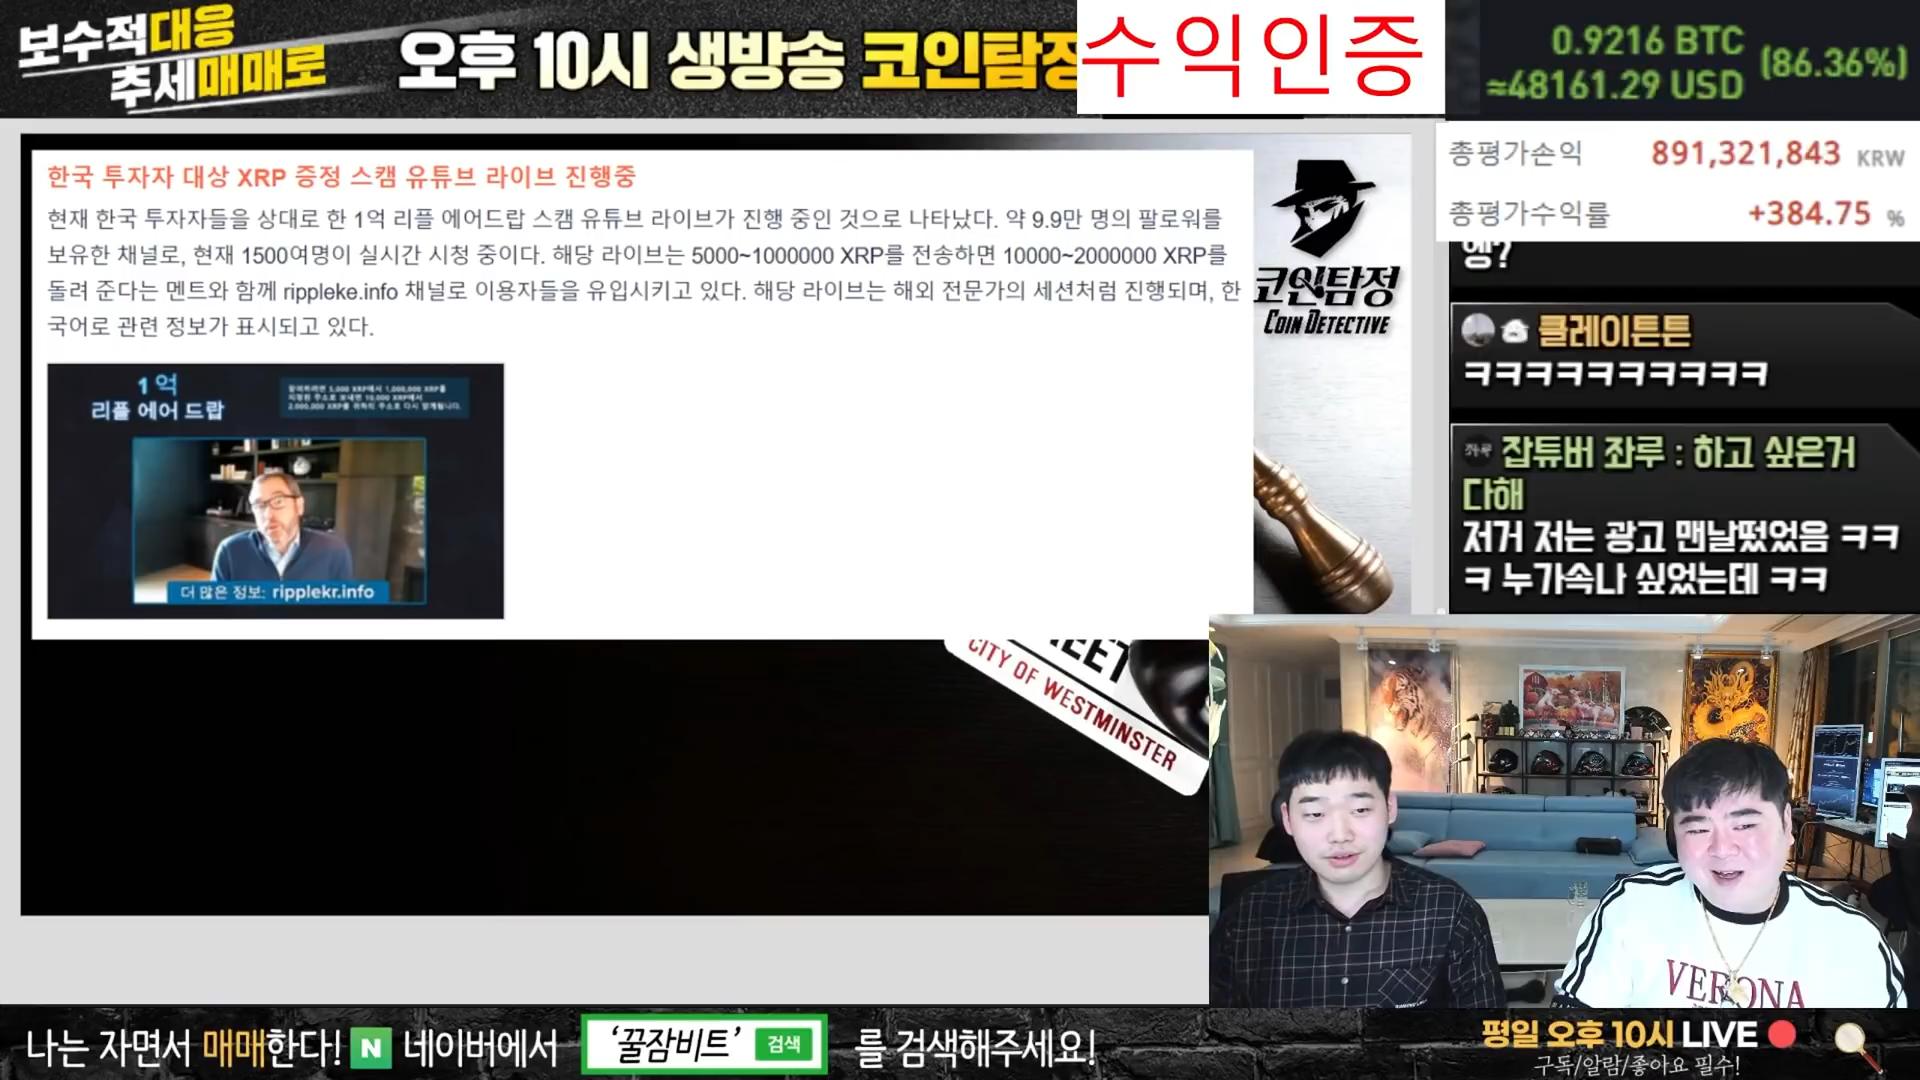 보수적대응
추세매매로
오후 10시 생방송 코인탐정
수익인증
0.9216 BTC
≈48161.29 USD
(86.36%)
총평가손익 891,321,843 KRW
총평가수익률 +384.75 %
한국 투자자 대상 XRP 증정 스캠 유튜브 라이브 진행중
현재 한국 투자자들을 상대로 한 1억 리플 에어드랍 스캠 유튜브 라이브가 진행 중인 것으로 나타났다. 약 9.9만 명의 팔로워를
보유한 채널로, 현재 1500여명이 실시간 시청 중이다. 해당 라이브는 5000~1000000 XRP를 전송하면 10000~2000000 XRP를
돌려 준다는 멘트와 함께 rippleke.info 채널로 이용자들을 유입시키고 있다. 해당 라이브는 해외 전문가의 세션처럼 진행되며, 한
국어로 관련 정보가 표시되고 있다.
1억
리플 에어 드랍
더 많은 정보: ripplekr.info
코인탐정
COIN DETECTIVE
클레이튼튼
ㅋㅋㅋㅋㅋㅋㅋㅋㅋㅋ
잡튜버 좌루 : 하고 싶은거
다해
저거 저는 광고 맨날떴었음 ㅋㅋ
ㅋ 누가속나 싶었는데 ㅋㅋ
CITY OF WESTMINSTER
VERONA
나는 자면서 매매한다! N 네이버에서 '꿀잠비트' 검색 를 검색해주세요!
평일 오후 10시 LIVE
구독/알람/좋아요 필수!